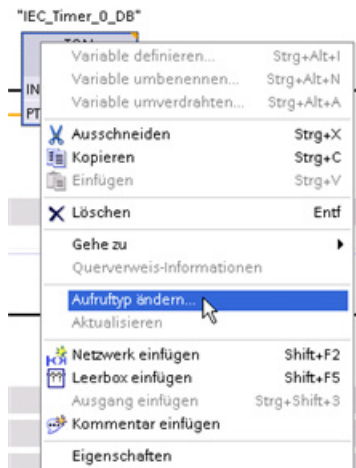 "IEC_Timer_0_DB"
TON
IN
PT
Variable definieren... Strg+Alt+I
Variable umbenennen... Strg+Alt+N
Variable umverdrahten... Strg+Alt+A
Ausschneiden Strg+X
Kopieren Strg+C
Einfügen Strg+V
Löschen Entf
Gehe zu
Querverweis-Informationen
Aufruftyp ändern...
Aktualisieren
Netzwerk einfügen Shift+F2
Leerbox einfügen Shift+F5
Ausgang einfügen Strg+Shift+3
Kommentar einfügen
Eigenschaften